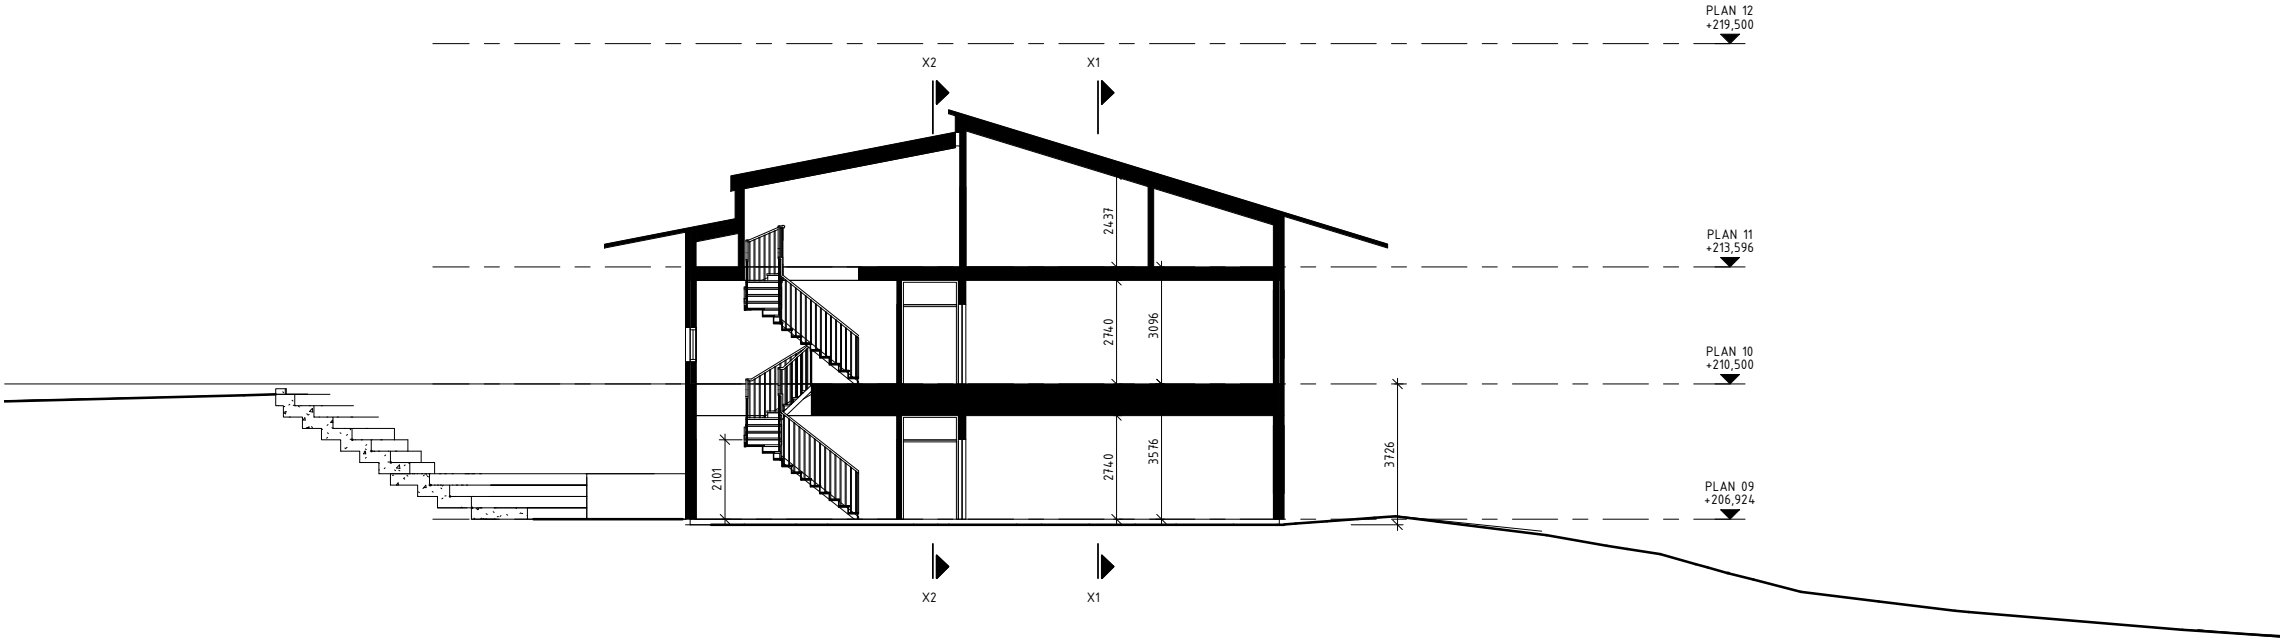 PLAN 12
+219,500
X2
X1
2437
PLAN 11
+213,596
2740
3096
PLAN 10
+210,500
2101
2740
3576
3726
PLAN 09
+206,924
X2
X1